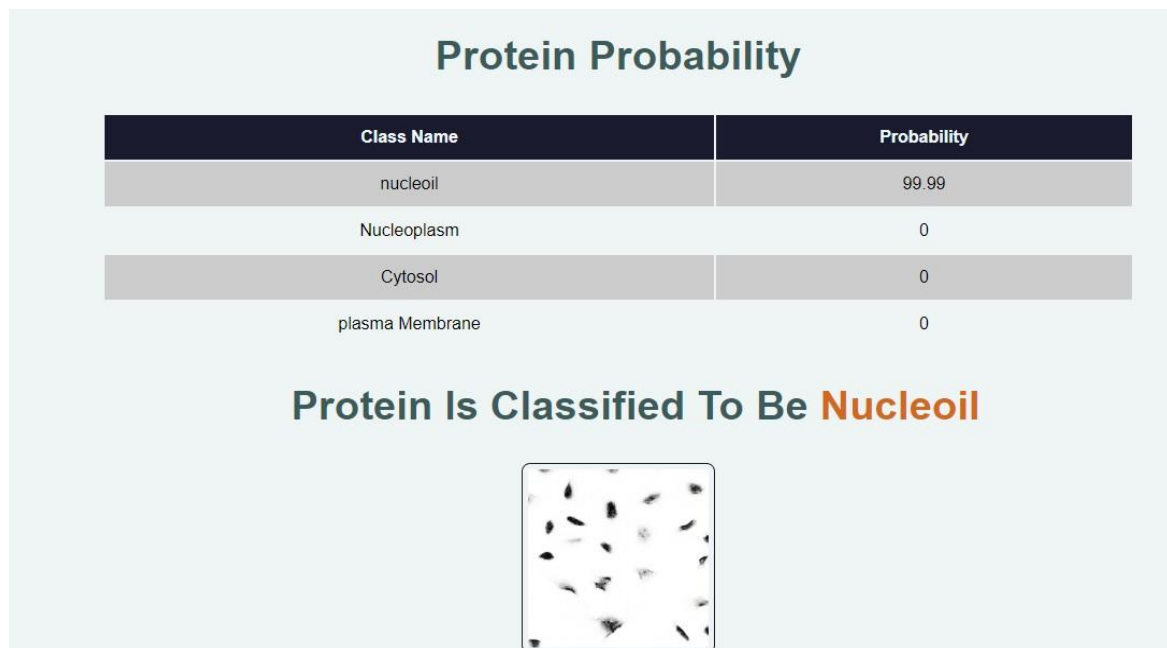 Protein Probability
Class Name Probability
nucleoil 99.99
Nucleoplasm 0
Cytosol 0
plasma Membrane 0
Protein Is Classified To Be Nucleoil